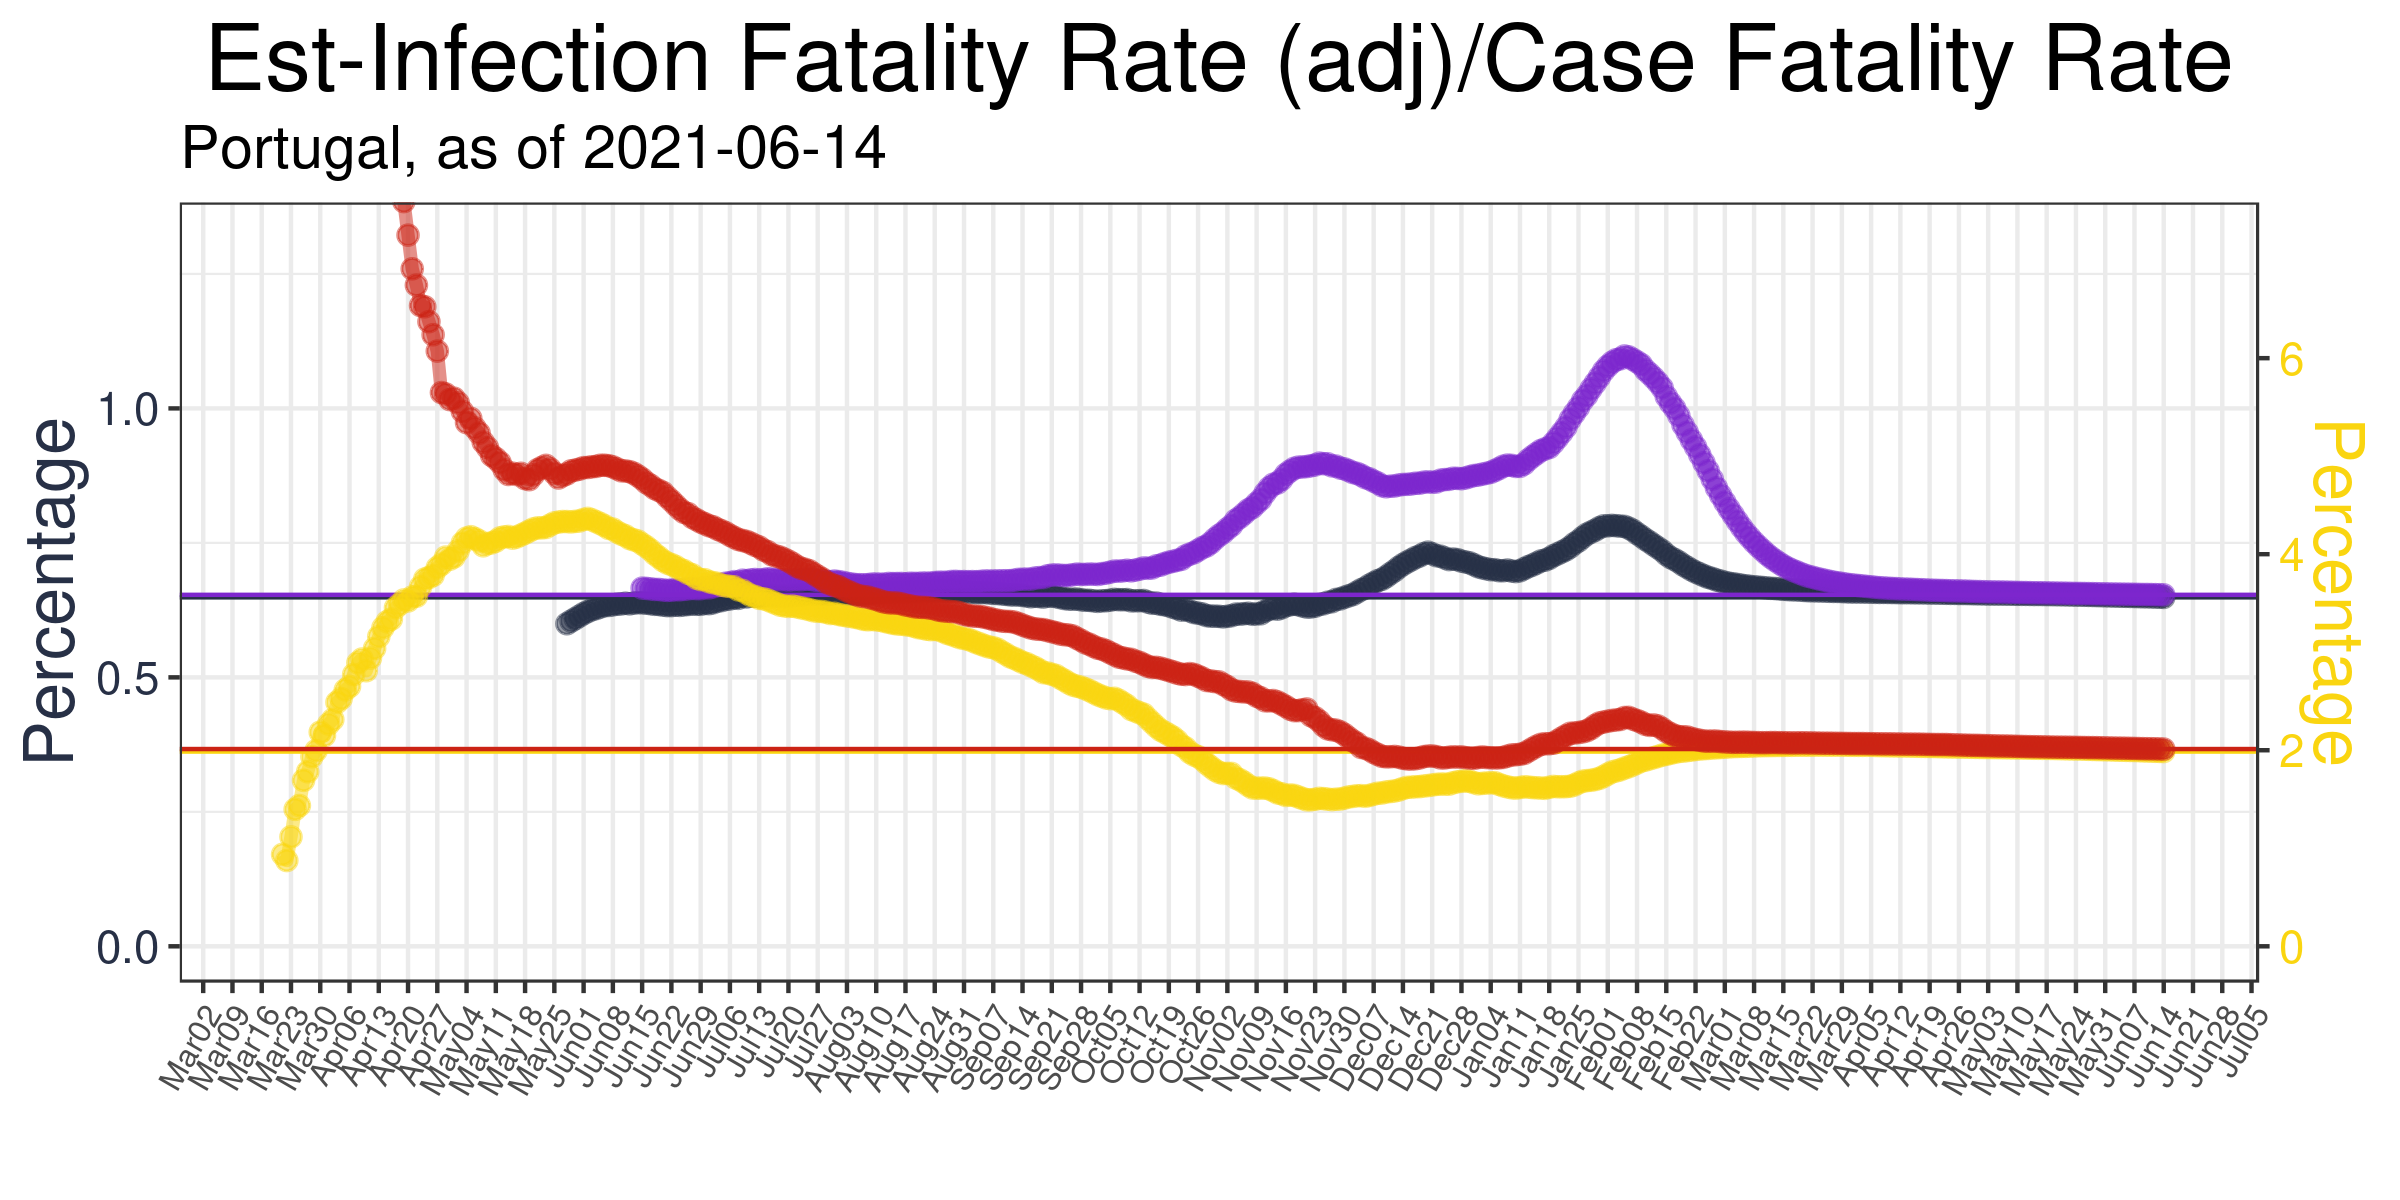 Est-Infection Fatality Rate (adj)/Case Fatality Rate
Portugal, as of 2021-06-14
Percentage
1.0
0.5
0.0
6
4
2
0
Percentage
Mar02
Mar09
Mar16
Mar23
Mar30
Apr06
Apr13
Apr20
Apr27
May04
May11
May18
May25
Jun01
Jun08
Jun15
Jun22
Jun29
Jul06
Jul13
Jul20
Jul27
Aug03
Aug10
Aug17
Aug24
Aug31
Sep07
Sep14
Sep21
Sep28
Oct05
Oct12
Oct19
Oct26
Nov02
Nov09
Nov16
Nov23
Nov30
Dec07
Dec14
Dec21
Dec28
Jan04
Jan11
Jan18
Jan25
Feb01
Feb08
Feb15
Feb22
Mar01
Mar08
Mar15
Mar22
Mar29
Apr05
Apr12
Apr19
Apr26
May03
May10
May17
May24
May31
Jun07
Jun14
Jun21
Jun28
Jul05